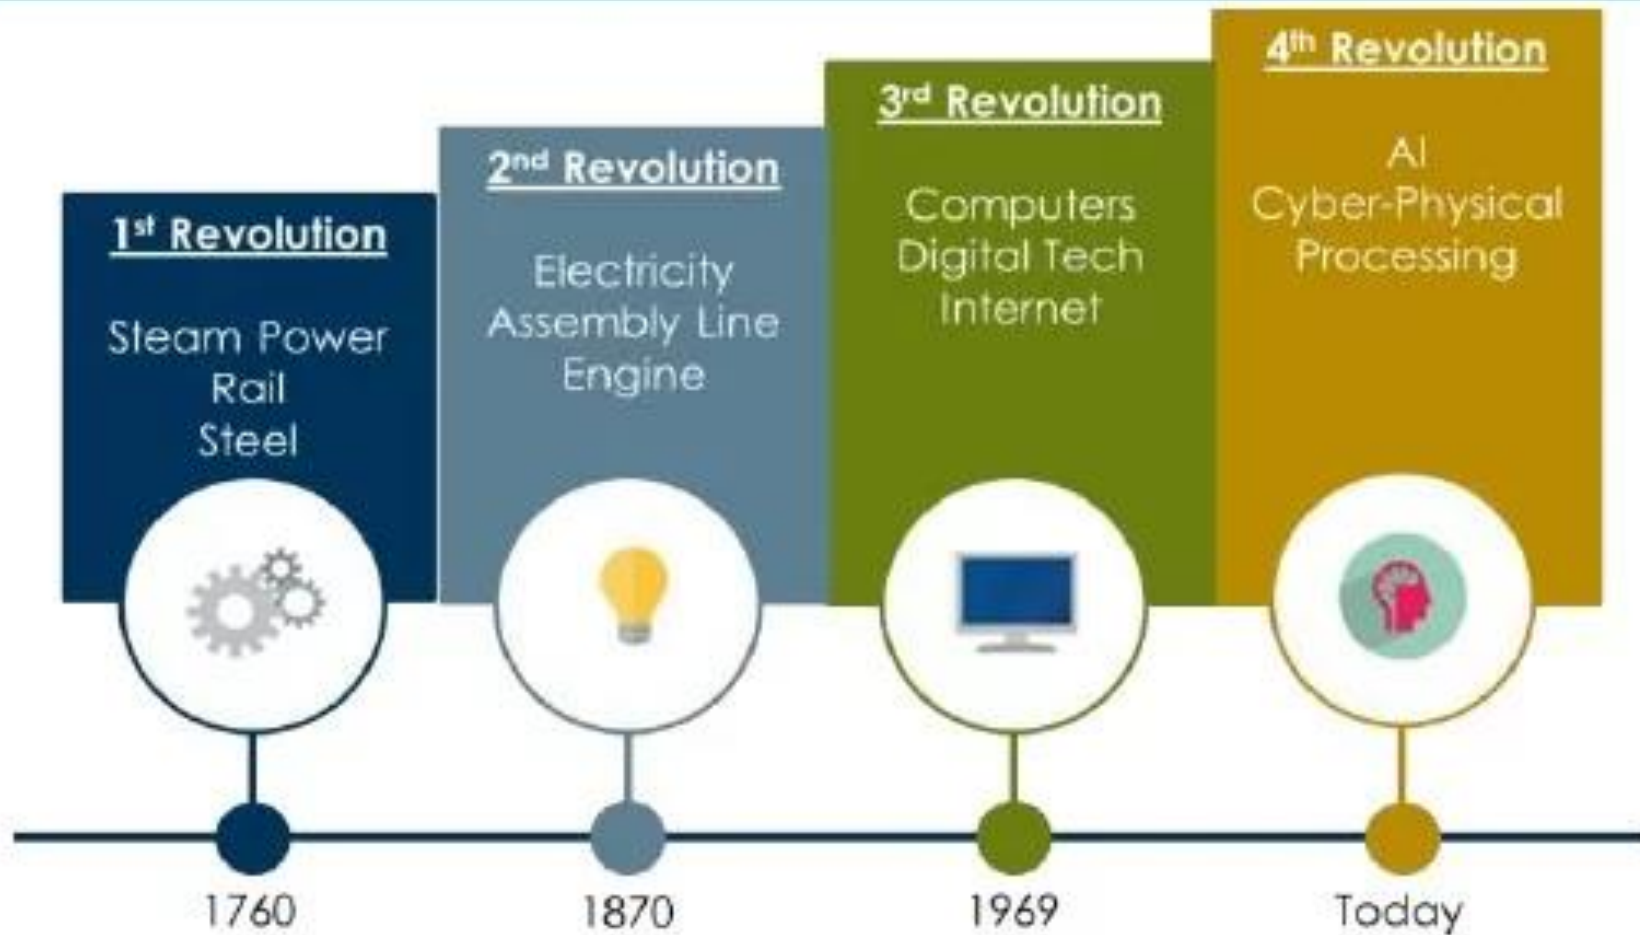 1st Revolution
Steam Power
Rail
Steel
2nd Revolution
Electricity
Assembly Line
Engine
3rd Revolution
Computers
Digital Tech
Internet
4th Revolution
AI
Cyber-Physical
Processing
1760
1870
1969
Today